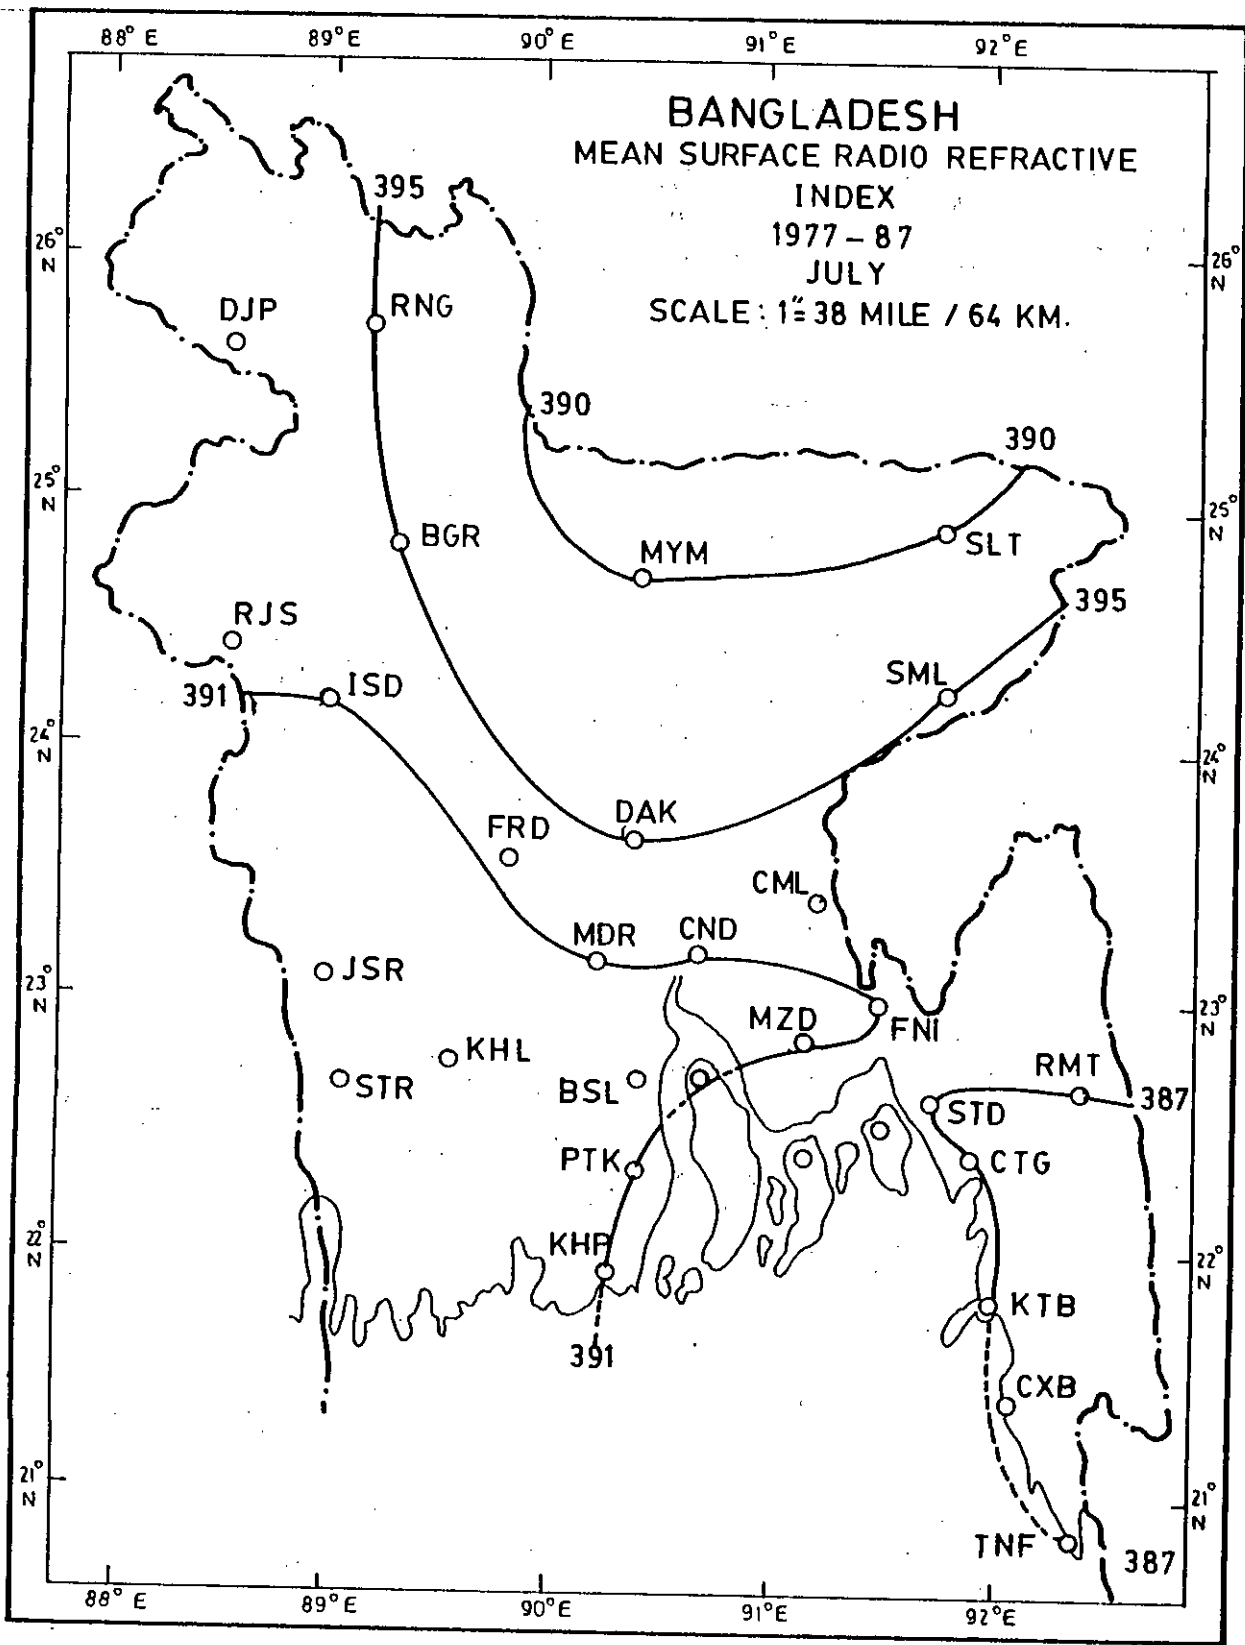 88° E 89° E 90° E 91° E 92° E
BANGLADESH
MEAN SURFACE RADIO REFRACTIVE
INDEX
1977-87
JULY
SCALE: 1"=38 MILE / 64 KM.
395
26° N
26° N
DJP
RNG
390
390
25° N
25° N
BGR
MYM
SLT
395
RJS
391
ISD
SML
24° N
24° N
FRD
DAK
CML
MDR
CND
JSR
23° N
23° N
MZD
FNI
KHL
STR
BSL
RMT
387
STD
PTK
CTG
22° N
22° N
KHP
KTB
391
CXB
21° N
21° N
TNF
387
88° E 89° E 90° E 91° E 92° E